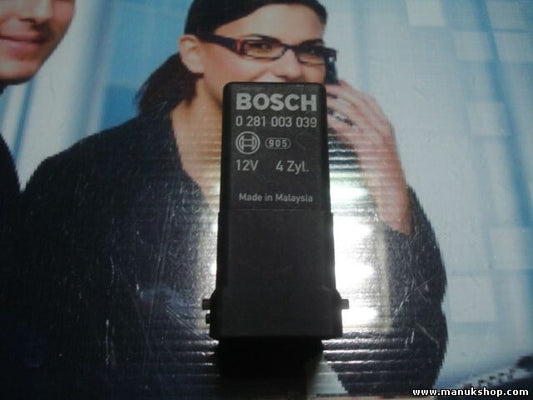 BOSCH
0 281 003 039
905
12V 4 Zyl.
Made in Malaysia
www.manukshop.com